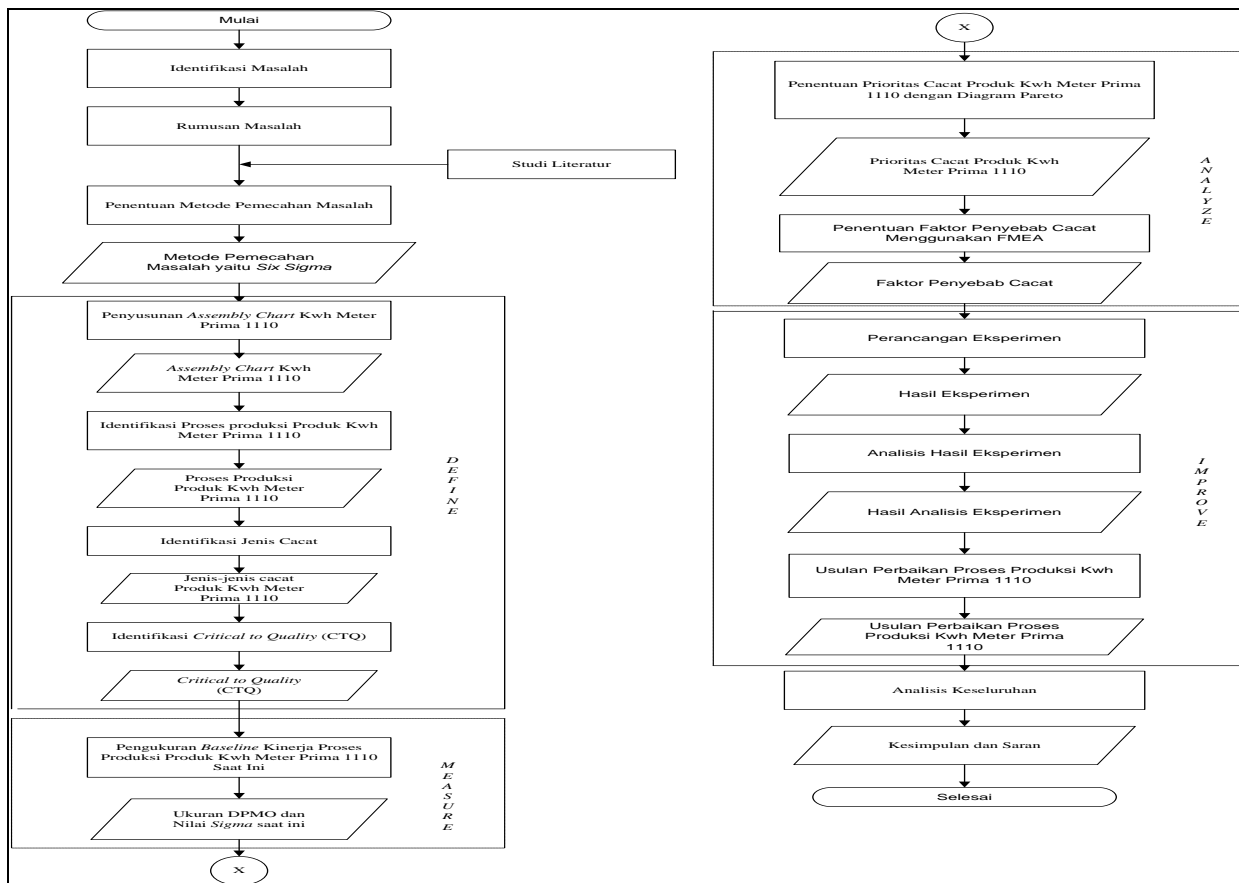 Mulai
Identifikasi Masalah
Rumusan Masalah
Studi Literatur
Penentuan Metode Pemecahan Masalah
Metode Pemecahan
Masalah yaitu Six Sigma
Penyusunan Assembly Chart Kwh Meter
Prima 1110
Assembly Chart Kwh
Meter Prima 1110
Identifikasi Proses produksi Produk Kwh
Meter Prima 1110
Proses Produksi
Produk Kwh Meter
Prima 1110
Identifikasi Jenis Cacat
Jenis-jenis cacat
Produk Kwh Meter
Prima 1110
Identifikasi Critical to Quality (CTQ)
Critical to Quality
(CTQ)
DEFINE
Pengukuran Baseline Kinerja Proses
Produksi Produk Kwh Meter Prima 1110
Saat Ini
Ukuran DPMO dan
Nilai Sigma saat ini
MEASURE
X
X
Penentuan Prioritas Cacat Produk Kwh Meter Prima
1110 dengan Diagram Pareto
Prioritas Cacat Produk Kwh
Meter Prima 1110
Penentuan Faktor Penyebab Cacat
Menggunakan FMEA
Faktor Penyebab Cacat
ANALYZE
Perancangan Eksperimen
Hasil Eksperimen
Analisis Hasil Eksperimen
Hasil Analisis Eksperimen
Usulan Perbaikan Proses Produksi Kwh
Meter Prima 1110
Usulan Perbaikan Proses
Produksi Kwh Meter Prima
1110
IMPROVE
Analisis Keseluruhan
Kesimpulan dan Saran
Selesai